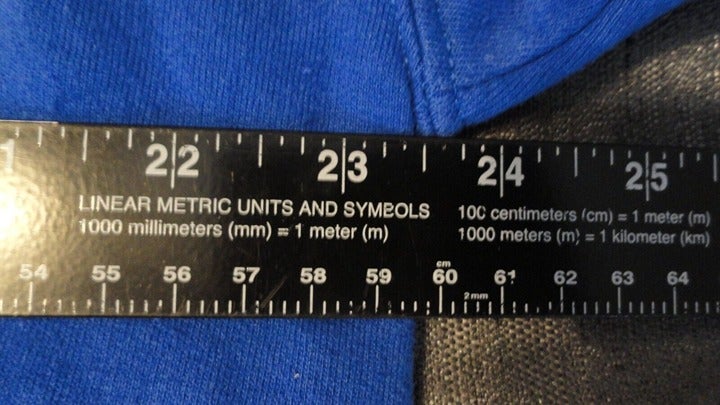 1 22 23 24 25
LINEAR METRIC UNITS AND SYMBOLS
1000 millimeters (mm) = 1 meter (m)
100 centimeters (cm) = 1 meter (m)
1000 meters (m) = 1 kilometer (km)
cm
54 55 56 57 58 59 60 61 62 63 64
2mm